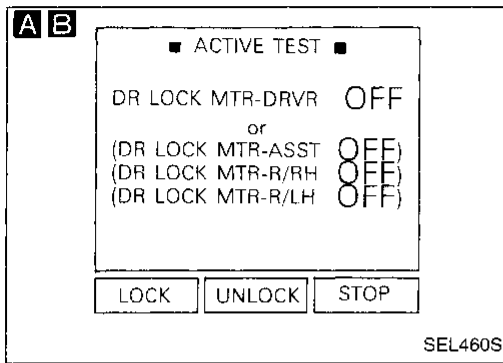 A B
■ ACTIVE TEST ■
DR LOCK MTR-DRVR OFF
or
(DR LOCK MTR-ASST OFF)
(DR LOCK MTR-R/RH OFF)
(DR LOCK MTR-R/LH OFF)
LOCK UNLOCK STOP
SEL460S